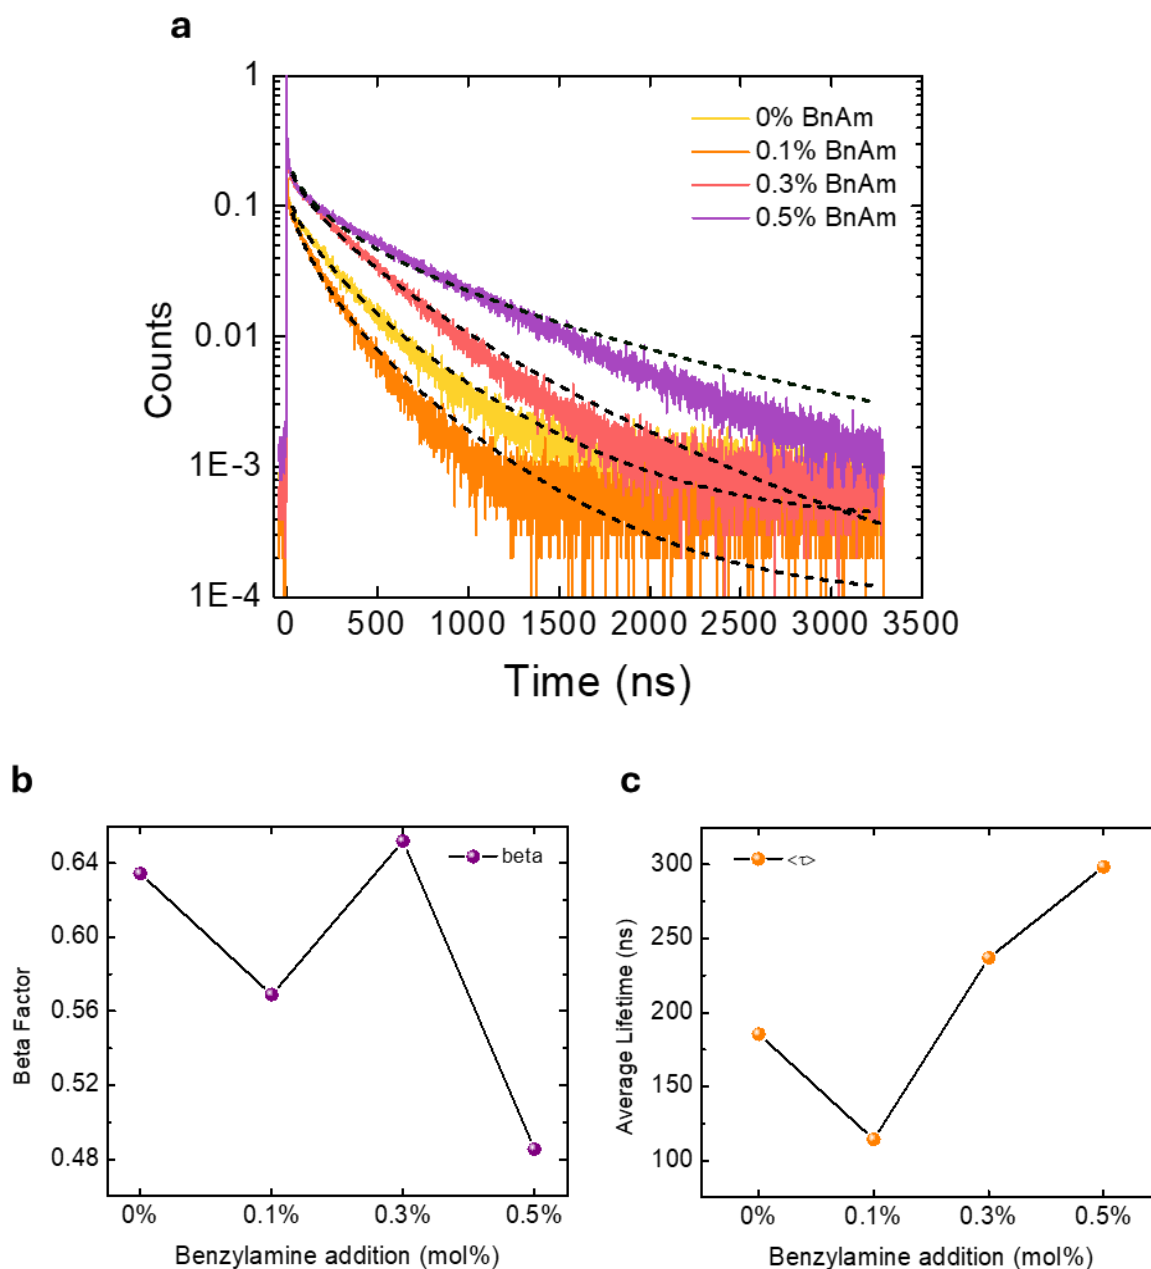 a
1
0.1
0.01
1E-3
1E-4
Counts
0% BnAm
0.1% BnAm
0.3% BnAm
0.5% BnAm
0 500 1000 1500 2000 2500 3000 3500
Time (ns)
b
0.64
0.60
0.56
0.52
0.48
Beta Factor
beta
0% 0.1% 0.3% 0.5%
Benzylamine addition (mol%)
c
300
250
200
150
100
Average Lifetime (ns)
<τ>
0% 0.1% 0.3% 0.5%
Benzylamine addition (mol%)